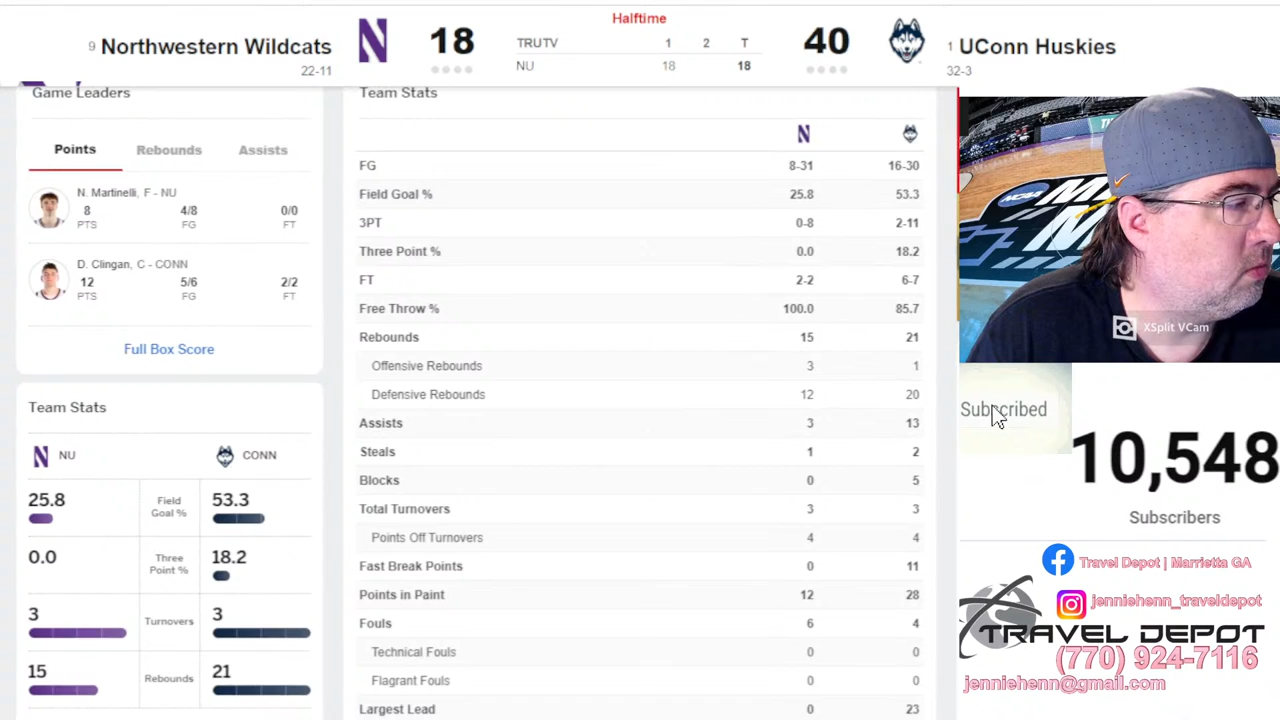 9 Northwestern Wildcats
22-11
18
Halftime
TRUTV 1 2 T
NU 18 18
40
1 UConn Huskies
32-3
Game Leaders
Points Rebounds Assists
N. Martinelli, F - NU
8 4/8 0/0
PTS FG FT
D. Clingan, C - CONN
12 5/6 2/2
PTS FG FT
Full Box Score
Team Stats
NU CONN
25.8 Field Goal % 53.3
0.0 Three Point % 18.2
3 Turnovers 3
15 Rebounds 21
Team Stats
FG 8-31 16-30
Field Goal % 25.8 53.3
3PT 0-8 2-11
Three Point % 0.0 18.2
FT 2-2 6-7
Free Throw % 100.0 85.7
Rebounds 15 21
Offensive Rebounds 3 1
Defensive Rebounds 12 20
Assists 3 13
Steals 1 2
Blocks 0 5
Total Turnovers 3 3
Points Off Turnovers 4 4
Fast Break Points 0 11
Points in Paint 12 28
Fouls 6 4
Technical Fouls 0 0
Flagrant Fouls 0 0
Largest Lead 0 23
NCAA
XSplit VCam
Subscribed
10,548
Subscribers
Travel Depot | Marrietta GA
jenniehenn_traveldepot
TRAVEL DEPOT
(770) 924-7116
jenniehenn@gmail.com